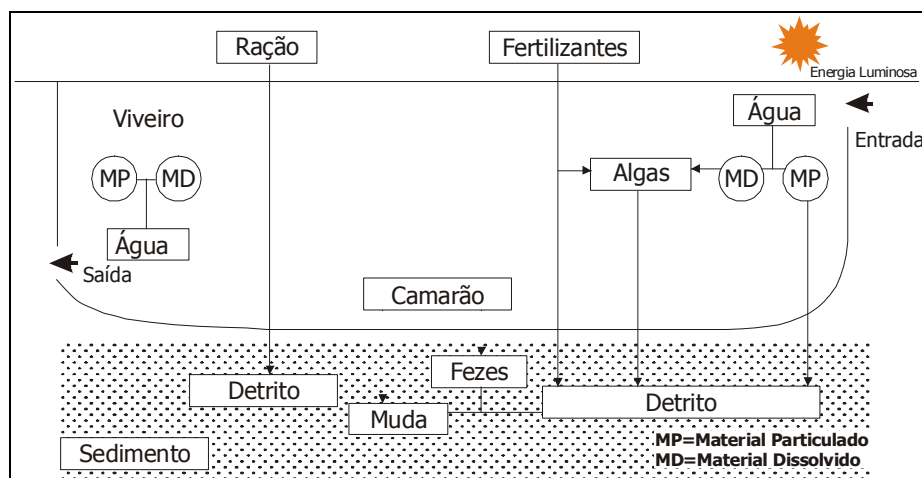 Ração
Fertilizantes
Energia Luminosa
Viveiro
Água
Entrada
MP
MD
Algas
MD
MP
Água
Saída
Camarão
Fezes
Detrito
Detrito
Muda
MP=Material Particulado
Sedimento
MD=Material Dissolvido